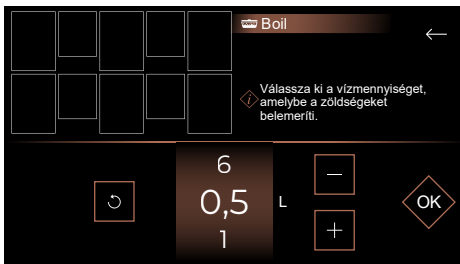 Boil
Válassza ki a vízmennyiséget,
amelybe a zöldségeket
belemeríti.
6
0,5 L
1
OK